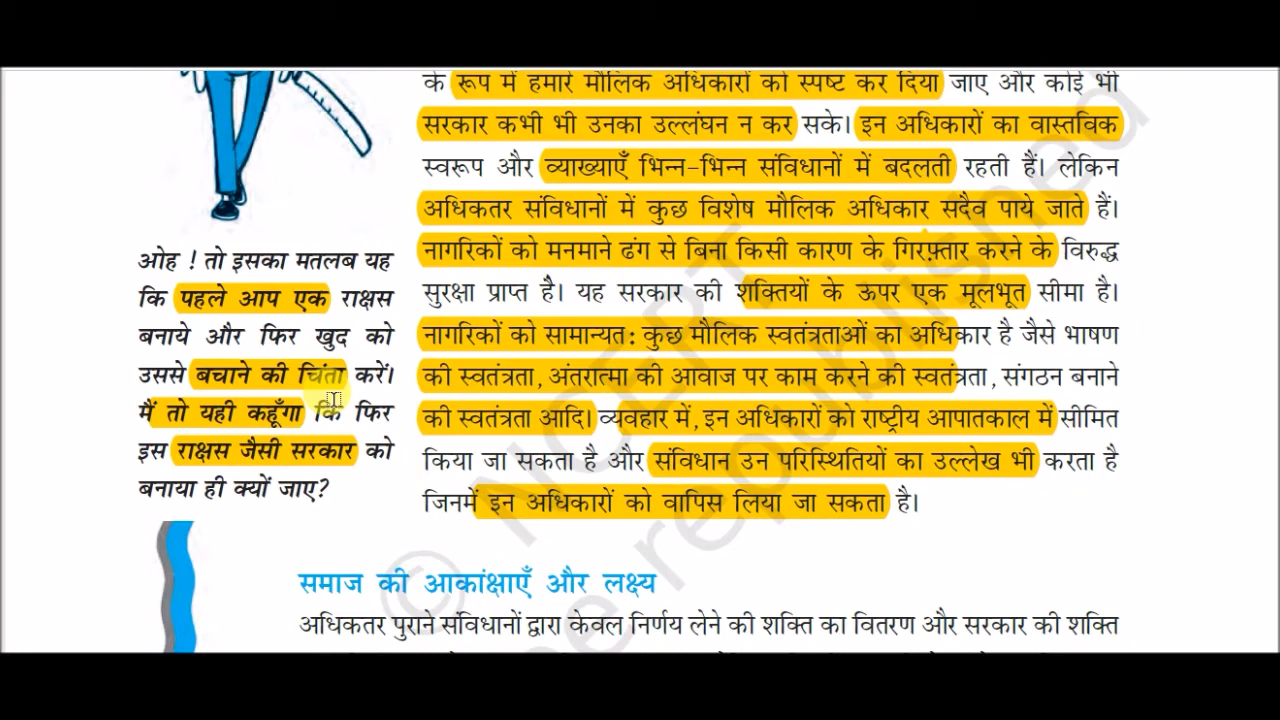 के रूप में हमारे मौलिक अधिकारों को स्पष्ट कर दिया जाए और कोई भी
सरकार कभी भी उनका उल्लंघन न कर सके। इन अधिकारों का वास्तविक
स्वरूप और व्याख्याएँ भिन्न-भिन्न संविधानों में बदलती रहती हैं। लेकिन
अधिकतर संविधानों में कुछ विशेष मौलिक अधिकार सदैव पाये जाते हैं।
नागरिकों को मनमाने ढंग से बिना किसी कारण के गिरफ़्तार करने के विरुद्ध
सुरक्षा प्राप्त है। यह सरकार की शक्तियों के ऊपर एक मूलभूत सीमा है।
नागरिकों को सामान्यत: कुछ मौलिक स्वतंत्रताओं का अधिकार है जैसे भाषण
की स्वतंत्रता, अंतरात्मा की आवाज पर काम करने की स्वतंत्रता, संगठन बनाने
की स्वतंत्रता आदि। व्यवहार में, इन अधिकारों को राष्ट्रीय आपातकाल में सीमित
किया जा सकता है और संविधान उन परिस्थितियों का उल्लेख भी करता है
जिनमें इन अधिकारों को वापिस लिया जा सकता है।
ओह ! तो इसका मतलब यह
कि पहले आप एक राक्षस
बनाये और फिर खुद को
उससे बचाने की चिंता करें।
मैं तो यही कहूँगा कि फिर
इस राक्षस जैसी सरकार को
बनाया ही क्यों जाए?
समाज की आकांक्षाएँ और लक्ष्य
अधिकतर पुराने संविधानों द्वारा केवल निर्णय लेने की शक्ति का वितरण और सरकार की शक्ति
© NCERT
be republished